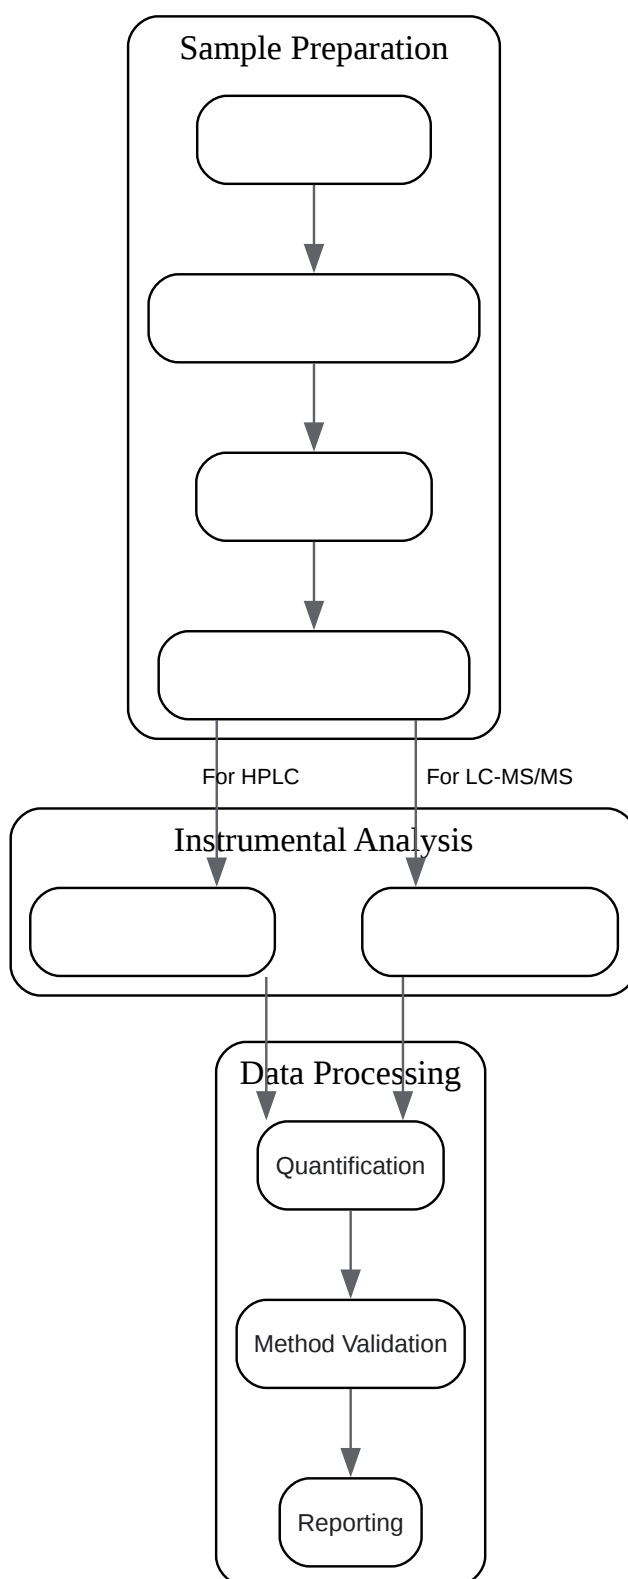 Sample Preparation
For HPLC
For LC-MS/MS
Instrumental Analysis
Data Processing
Quantification
Method Validation
Reporting